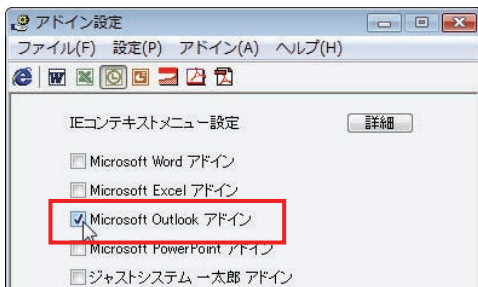 アドイン設定
ファイル(F) 設定(P) アドイン(A) ヘルプ(H)
IEコンテキストメニュー設定 詳細
Microsoft Word アドイン
Microsoft Excel アドイン
Microsoft Outlook アドイン
Microsoft PowerPoint アドイン
ジャストシステム 一太郎 アドイン